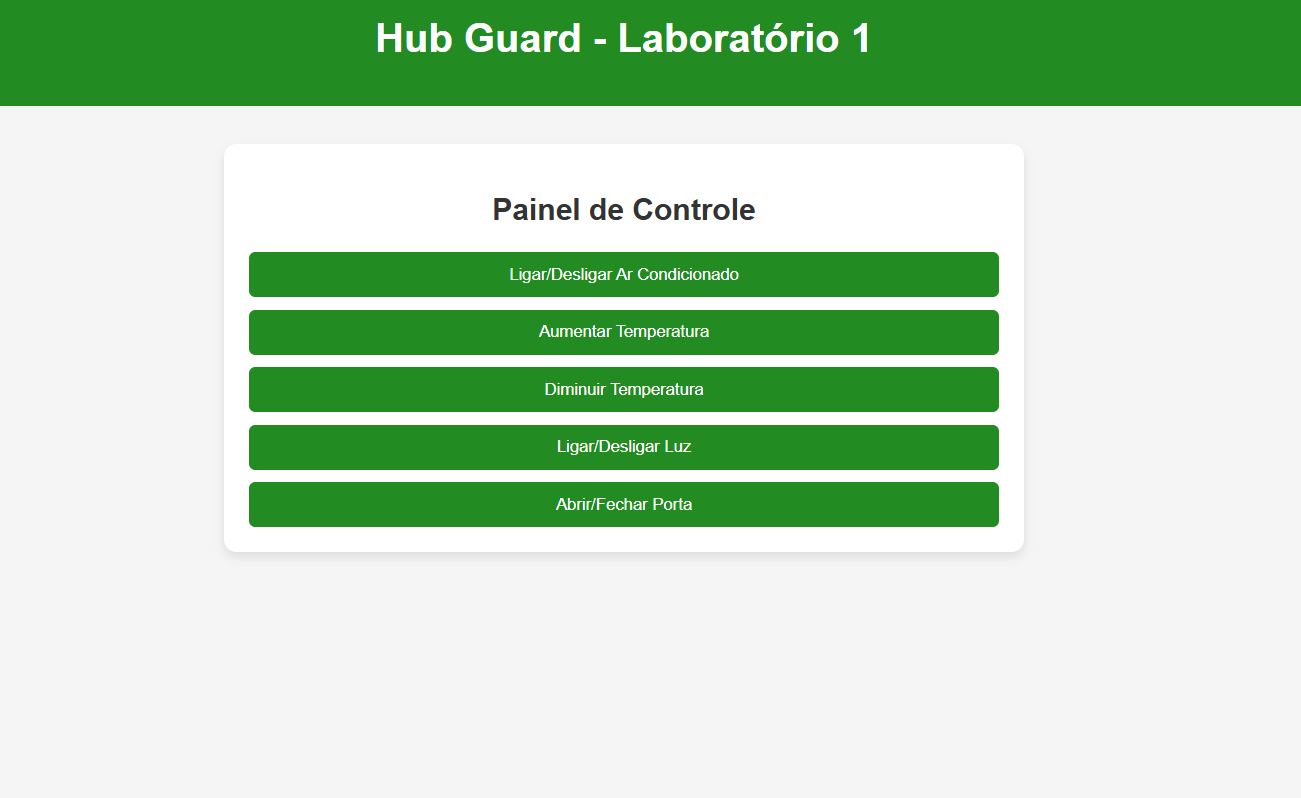 Hub Guard - Laboratório 1
Painel de Controle
Ligar/Desligar Ar Condicionado
Aumentar Temperatura
Diminuir Temperatura
Ligar/Desligar Luz
Abrir/Fechar Porta